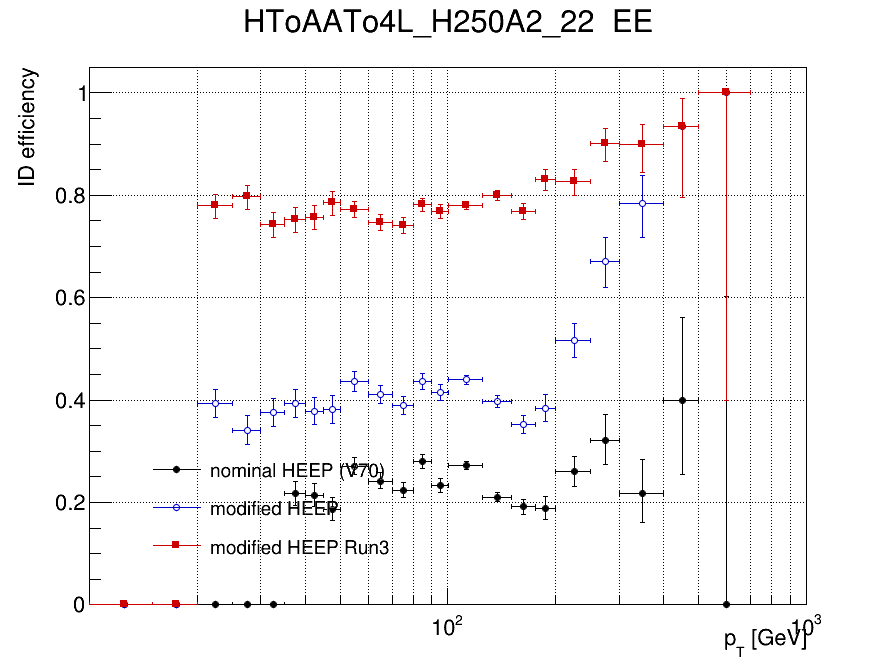 HToAATo4L_H250A2_22 EE
ID efficiency
1
0.8
0.6
0.4
0.2
0
nominal HEEP (V70)
modified HEEP
modified HEEP Run3
10²
10³
p_T [GeV]